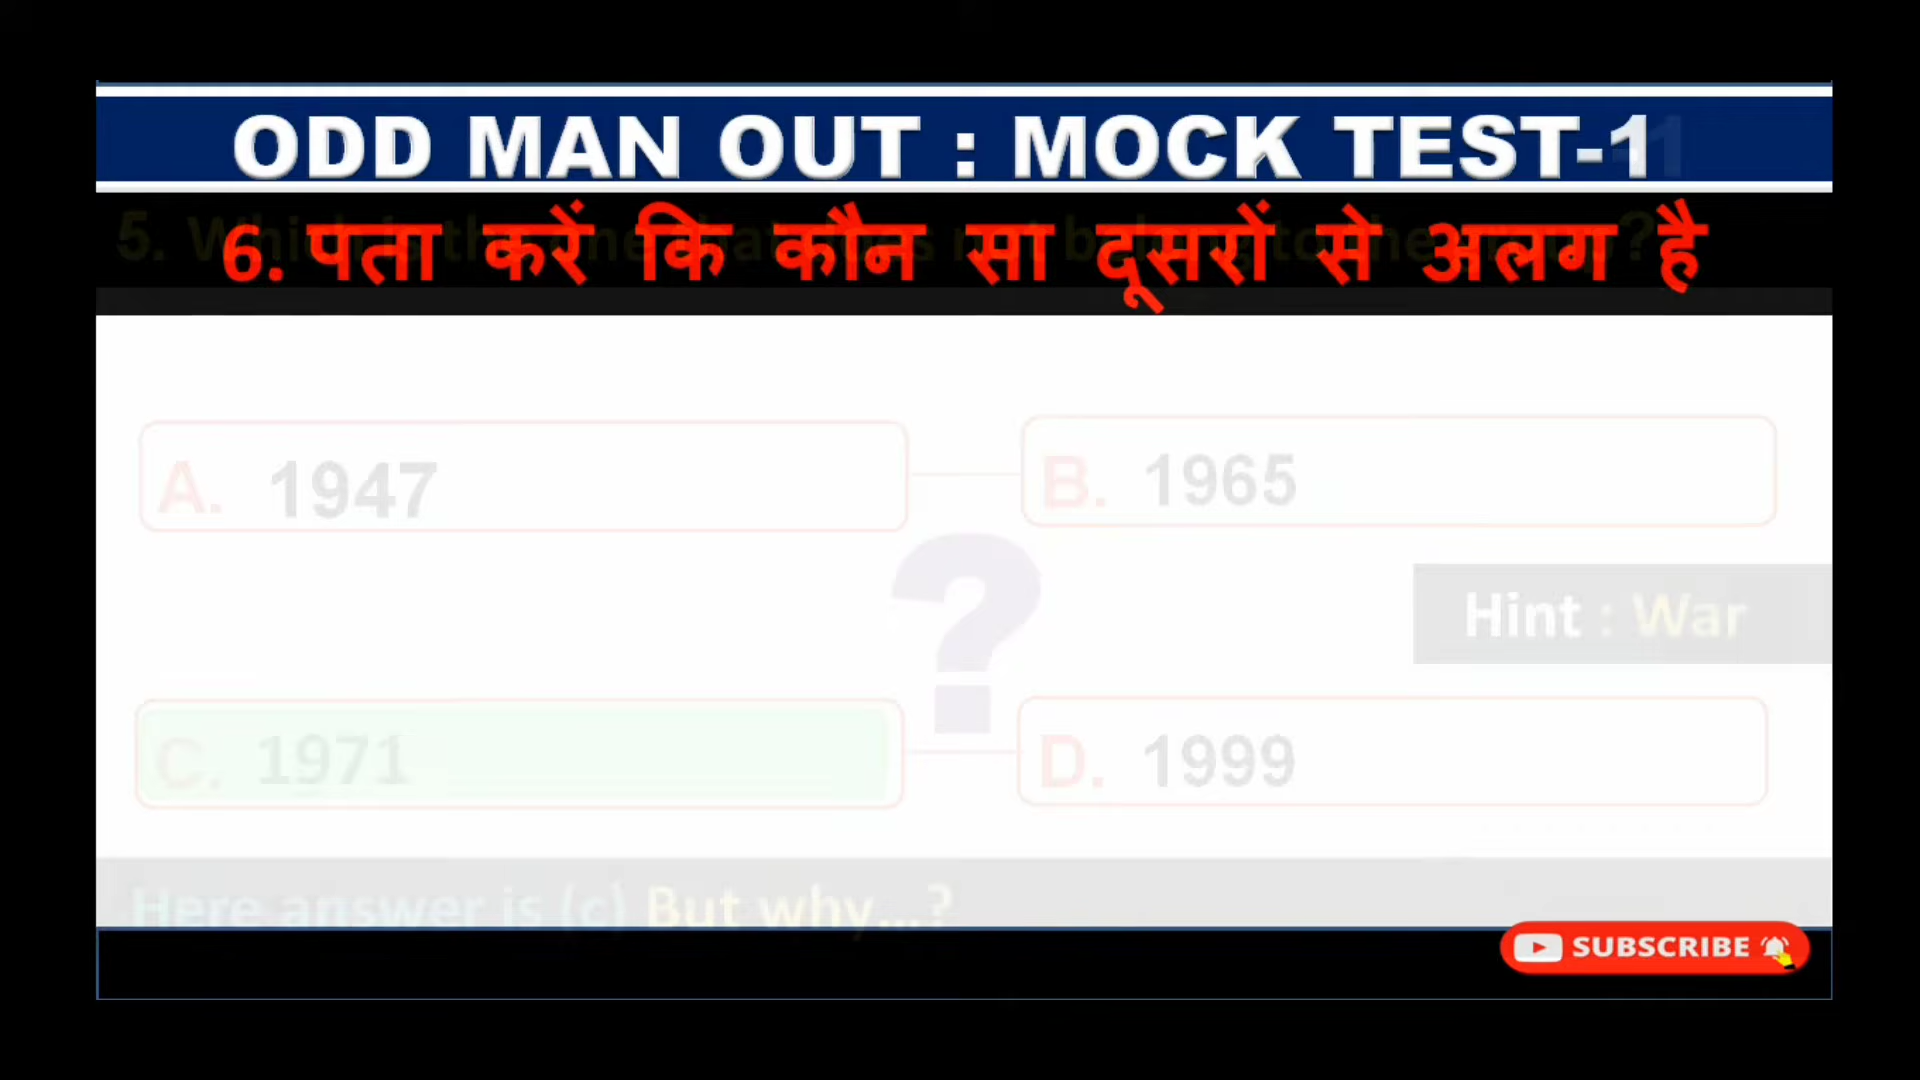 ODD MAN OUT : MOCK TEST-1
6. पता करें कि कौन सा दूसरों से अलग है
A. 1947
B. 1965
Hint : War
C. 1971
D. 1999
Here answer is (c) But why...?
SUBSCRIBE